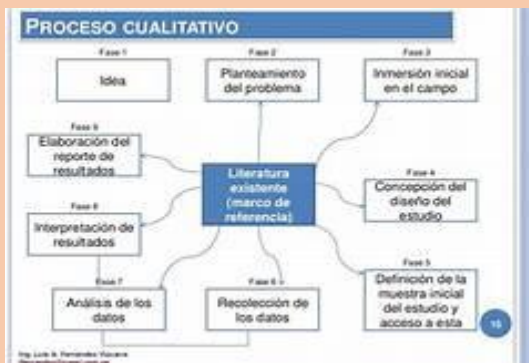 PROCESO CUALITATIVO
Fase 1
Idea
Fase 2
Planteamiento
del problema
Fase 3
Inmersión inicial
en el campo
Fase 9
Elaboración del
reporte de
resultados
Literatura
existente
(marco de
referencia)
Fase 4
Concepción del
diseño del
estudio
Fase 8
Interpretación de
resultados
Fase 5
Definición de la
muestra inicial
del estudio y
acceso a esta
Fase 7
Análisis de los
datos
Fase 6
Recolección de
los datos
Ing. Luis